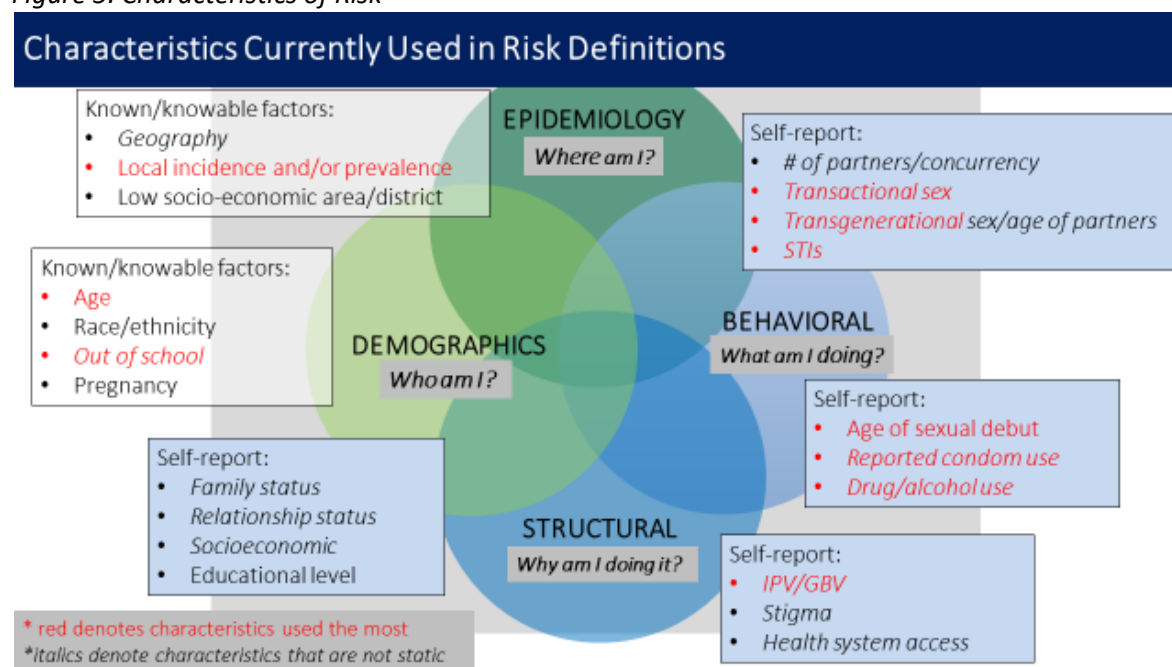 Figure 3: Characteristics of Risk
Characteristics Currently Used in Risk Definitions
Known/knowable factors:
• Geography
• Local incidence and/or prevalence
• Low socio-economic area/district
EPIDEMIOLOGY
Where am I?
Self-report:
• # of partners/concurrency
• Transactional sex
• Transgenerational sex/age of partners
• STIs
Known/knowable factors:
• Age
• Race/ethnicity
• Out of school
• Pregnancy
DEMOGRAPHICS
Who am I?
BEHAVIORAL
What am I doing?
Self-report:
• Age of sexual debut
• Reported condom use
• Drug/alcohol use
Self-report:
• Family status
• Relationship status
• Socioeconomic
• Educational level
STRUCTURAL
Why am I doing it?
Self-report:
• IPV/GBV
• Stigma
• Health system access
* red denotes characteristics used the most
*italics denote characteristics that are not static